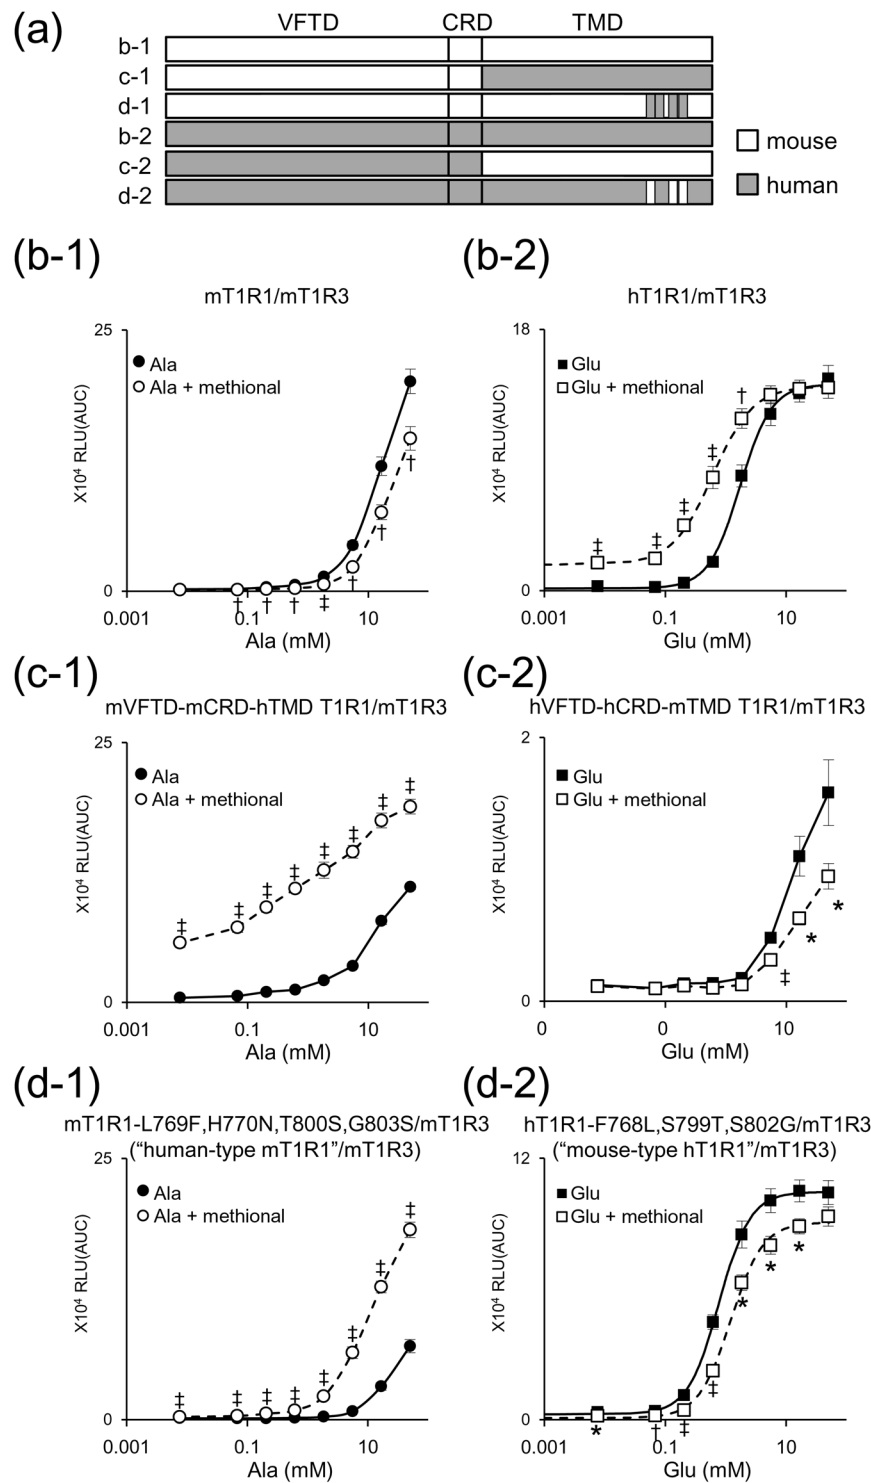 (a)
VFTD CRD TMD
b-1
c-1
d-1
b-2
c-2
d-2
mouse
human
(b-1)
mT1R1/mT1R3
25
Ala
Ala + methional
X10⁴ RLU(AUC)
† † † ‡ † † †
0
0.001 0.1 10
Ala (mM)
(b-2)
hT1R1/mT1R3
18
Glu
Glu + methional
X10⁴ RLU(AUC)
‡ ‡ ‡ ‡ †
0
0.001 0.1 10
Glu (mM)
(c-1)
mVFTD-mCRD-hTMD T1R1/mT1R3
25
Ala
Ala + methional
X10⁴ RLU(AUC)
‡ ‡ ‡ ‡ ‡ ‡ ‡ ‡
0
0.001 0.1 10
Ala (mM)
(c-2)
hVFTD-hCRD-mTMD T1R1/mT1R3
2
Glu
Glu + methional
X10⁴ RLU(AUC)
‡ * *
0
0 0 10
Glu (mM)
(d-1)
mT1R1-L769F,H770N,T800S,G803S/mT1R3
(“human-type mT1R1”/mT1R3)
25
Ala
Ala + methional
X10⁴ RLU(AUC)
‡ ‡ ‡ ‡ ‡ ‡ ‡ ‡
0
0.001 0.1 10
Ala (mM)
(d-2)
hT1R1-F768L,S799T,S802G/mT1R3
(“mouse-type hT1R1”/mT1R3)
12
Glu
Glu + methional
X10⁴ RLU(AUC)
* † ‡ ‡ * * *
0
0.001 0.1 10
Glu (mM)